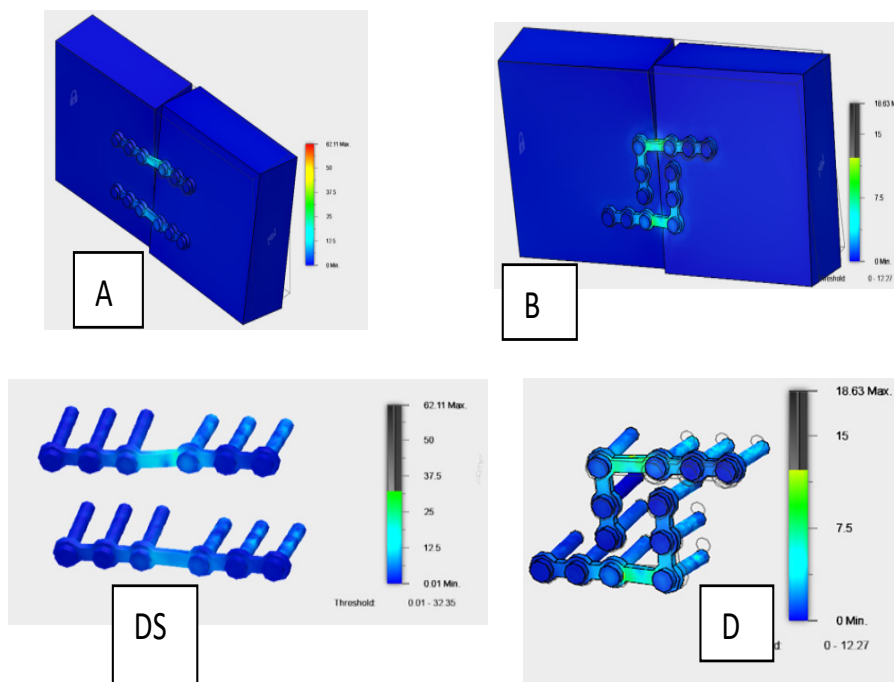 62.11 Max.
50
37.5
25
12.5
0 Min.
A
18.63 M
15
7.5
0 Min.
reshold 0 - 12.27
B
62.11 Max.
50
37.5
25
12.5
0.01 Min.
Threshold: 0.01 - 32.35
DS
18.63 Max.
15
7.5
0 Min.
d: 0 - 12.27
D